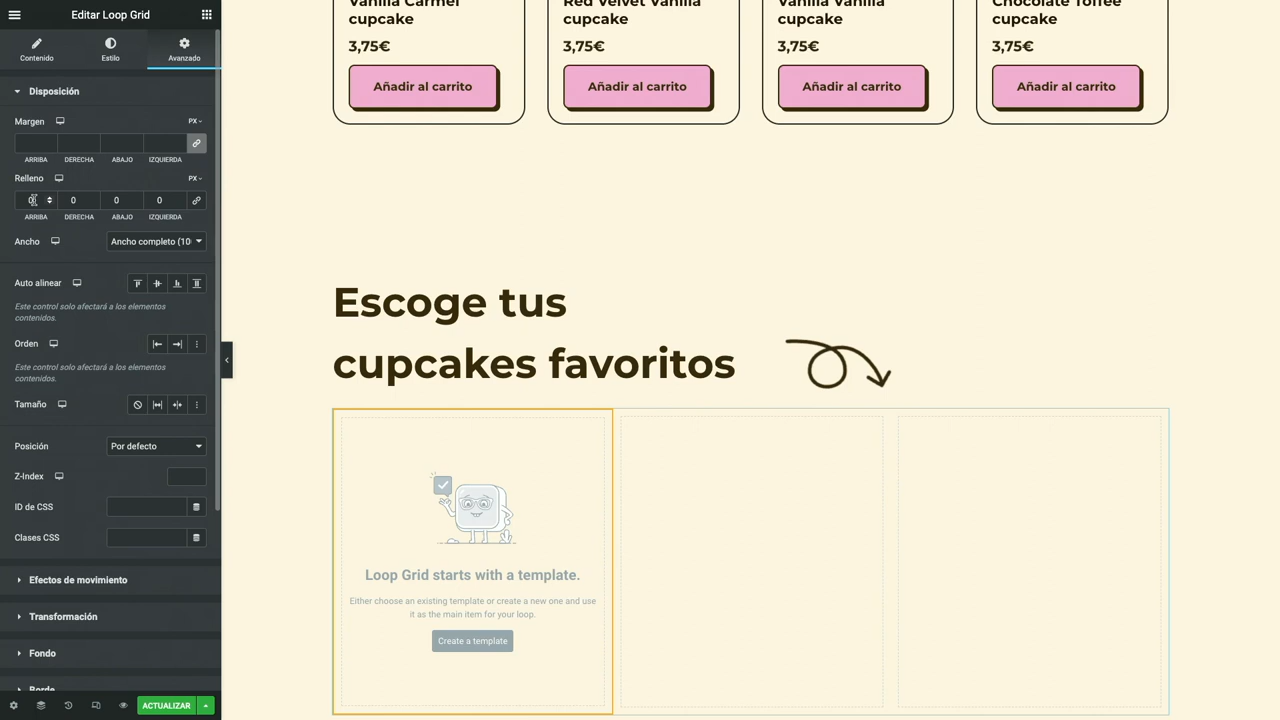 Editar Loop Grid
Contenido
Estilo
Avanzado
Disposición
Margen
PX
ARRIBA
DERECHA
ABAJO
IZQUIERDA
Relleno
PX
0
0
0
0
ARRIBA
DERECHA
ABAJO
IZQUIERDA
Ancho
Ancho completo (10
Auto alinear
Este control solo afectará a los elementos
contenidos.
Orden
Este control solo afectará a los elementos
contenidos.
Tamaño
Posición
Por defecto
Z-Index
ID de CSS
Clases CSS
Efectos de movimiento
Transformación
Fondo
Borde
ACTUALIZAR
Vanilla Carmel
cupcake
3,75€
Añadir al carrito
Red Velvet Vanilla
cupcake
3,75€
Añadir al carrito
Vanilla Vanilla
cupcake
3,75€
Añadir al carrito
Chocolate Toffee
cupcake
3,75€
Añadir al carrito
Escoge tus
cupcakes favoritos
Loop Grid starts with a template.
Either choose an existing template or create a new one and use
it as the main item for your loop.
Create a template